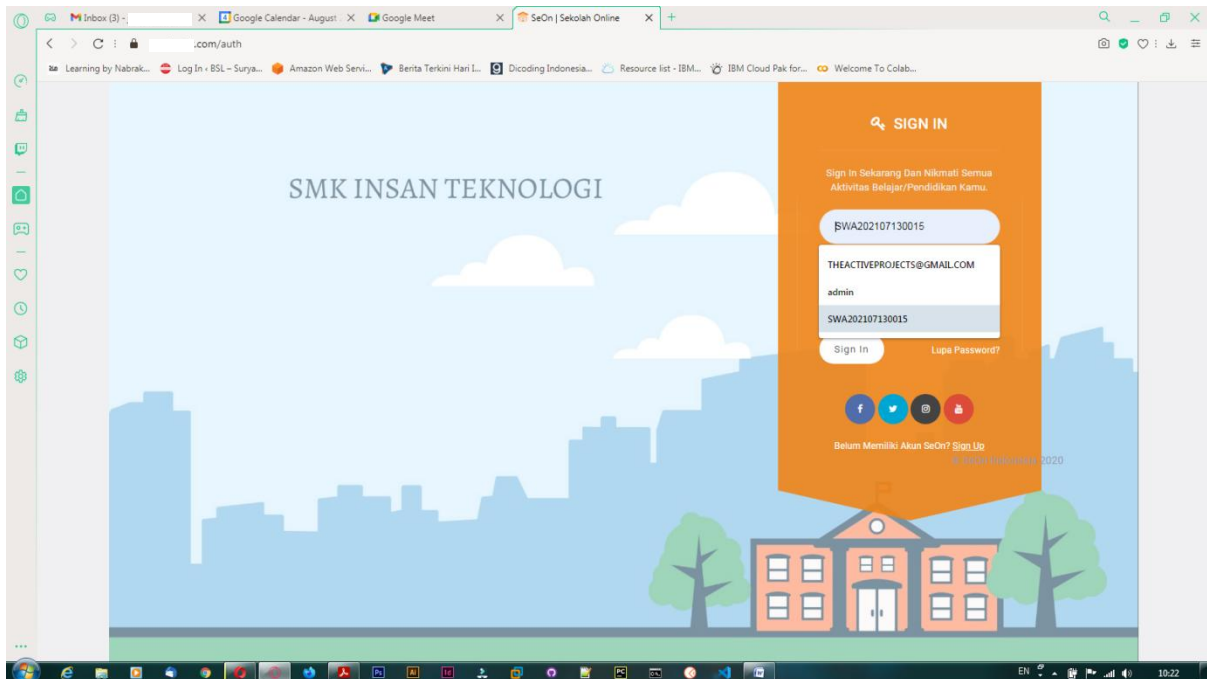 Inbox (3) -
4 Google Calendar - August .
Google Meet
SeOn | Sekolah Online
.com/auth
Learning by Nabrak...
Log In ‹ BSL – Surya...
Amazon Web Servi...
Berita Terkini Hari I...
Dicoding Indonesia...
Resource list - IBM...
IBM Cloud Pak for...
Welcome To Colab...
SIGN IN
Sign In Sekarang Dan Nikmati Semua
Aktivitas Belajar/Pendidikan Kamu.
SMK INSAN TEKNOLOGI
SWA202107130015
THEACTIVEPROJECTS@GMAIL.COM
admin
SWA202107130015
Sign In
Lupa Password?
Belum Memiliki Akun SeOn? Sign Up
2020
EN
10:22